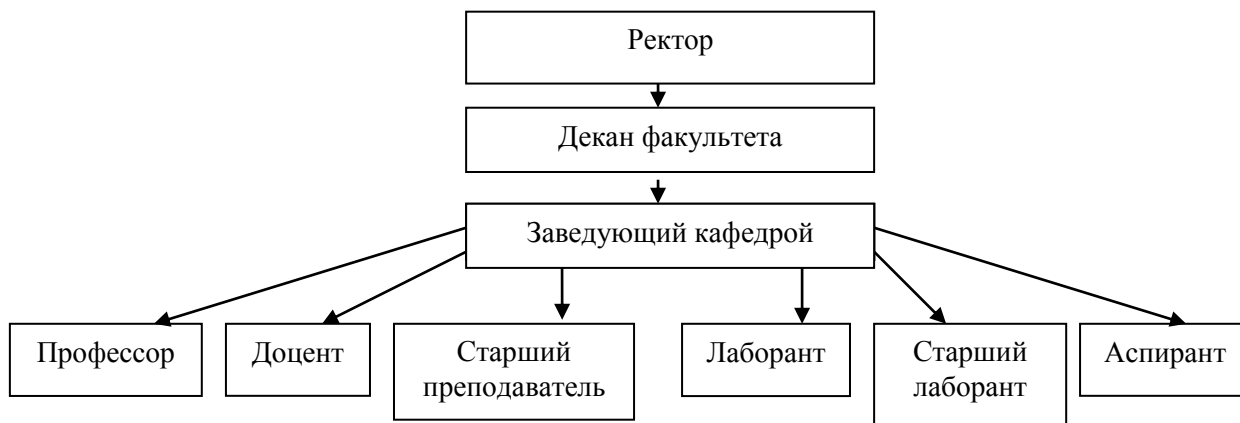 Ректор
Декан факультета
Заведующий кафедрой
Профессор
Доцент
Старший
преподаватель
Лаборант
Старший
лаборант
Аспирант